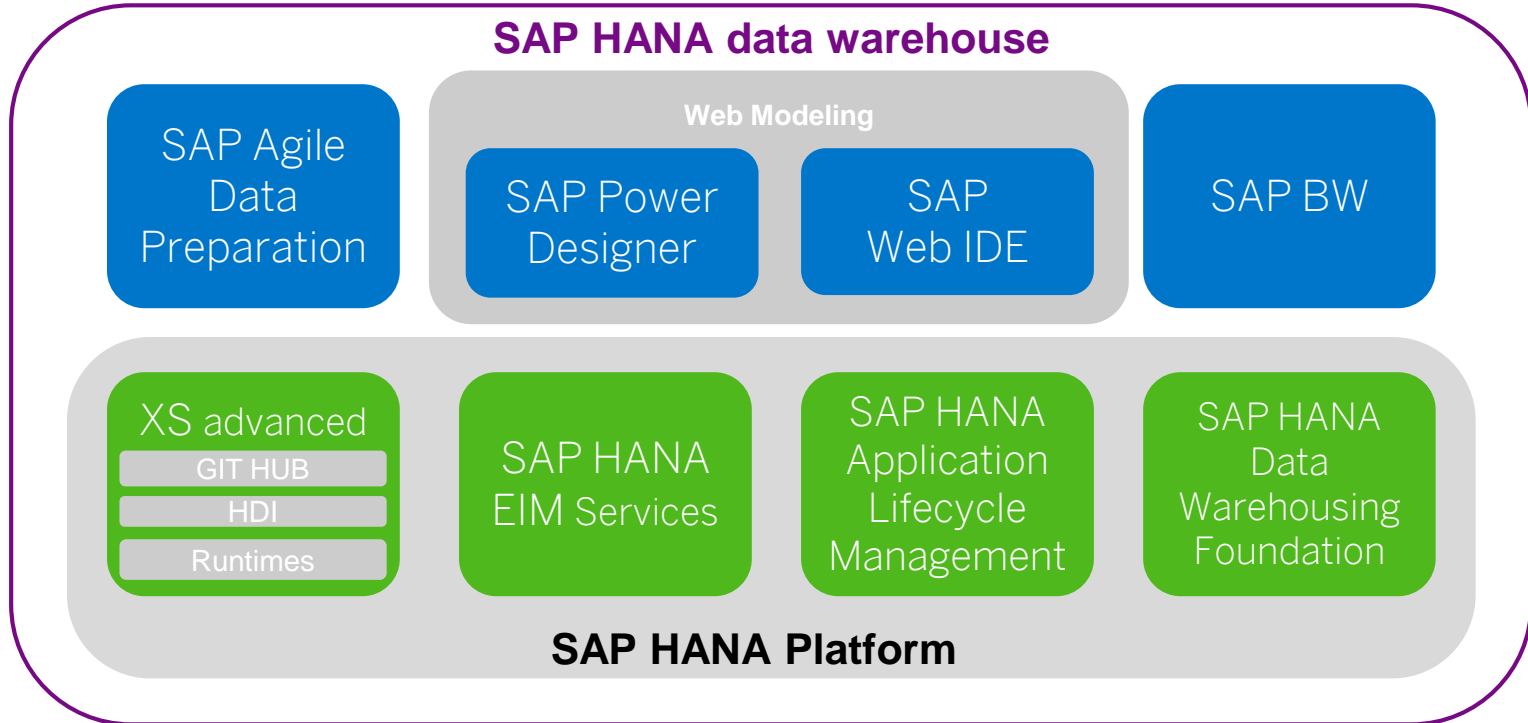 SAP HANA data warehouse
SAP Agile
Data
Preparation
Web Modeling
SAP Power
Designer
SAP
Web IDE
SAP BW
XS advanced
GIT HUB
HDI
Runtimes
SAP HANA
EIM Services
SAP HANA
Application
Lifecycle
Management
SAP HANA
Data
Warehousing
Foundation
SAP HANA Platform